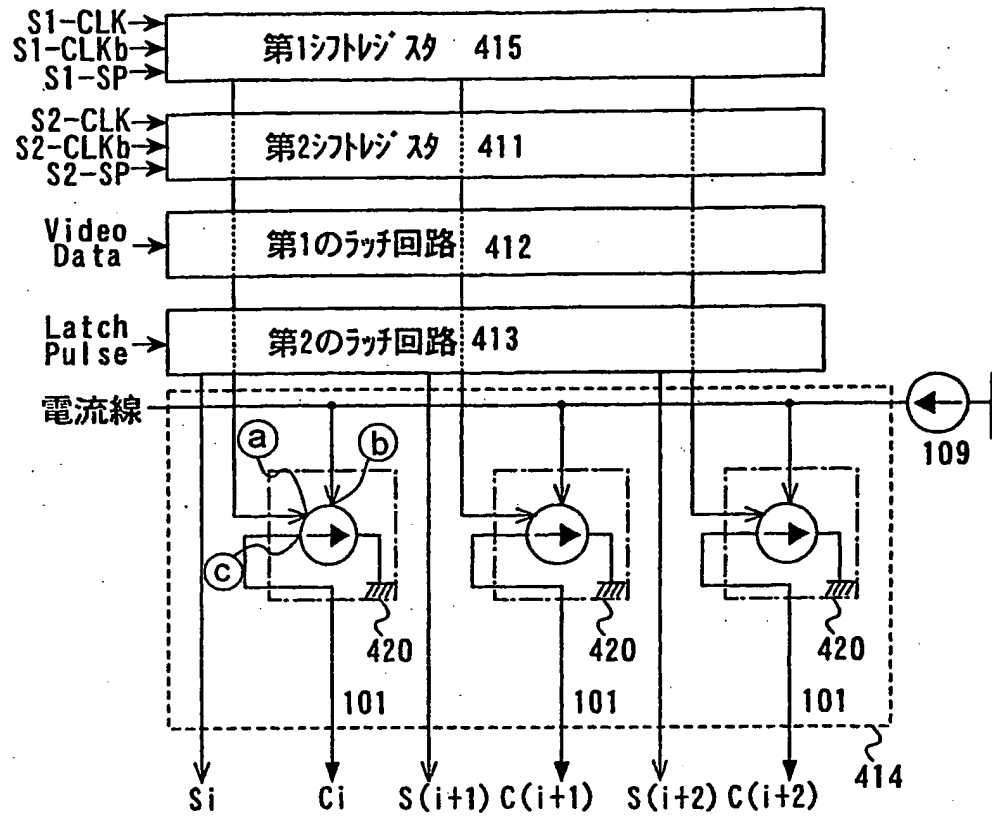 S1-CLK
S1-CLKb
S1-SP
第1シフトレジスタ 415
S2-CLK
S2-CLKb
S2-SP
第2シフトレジスタ 411
Video
Data
第1のラッチ回路 412
Latch
Pulse
第2のラッチ回路 413
電流線
109
a
b
c
420
420
420
101
101
101
414
Si
Ci
S(i+1)
C(i+1)
S(i+2)
C(i+2)